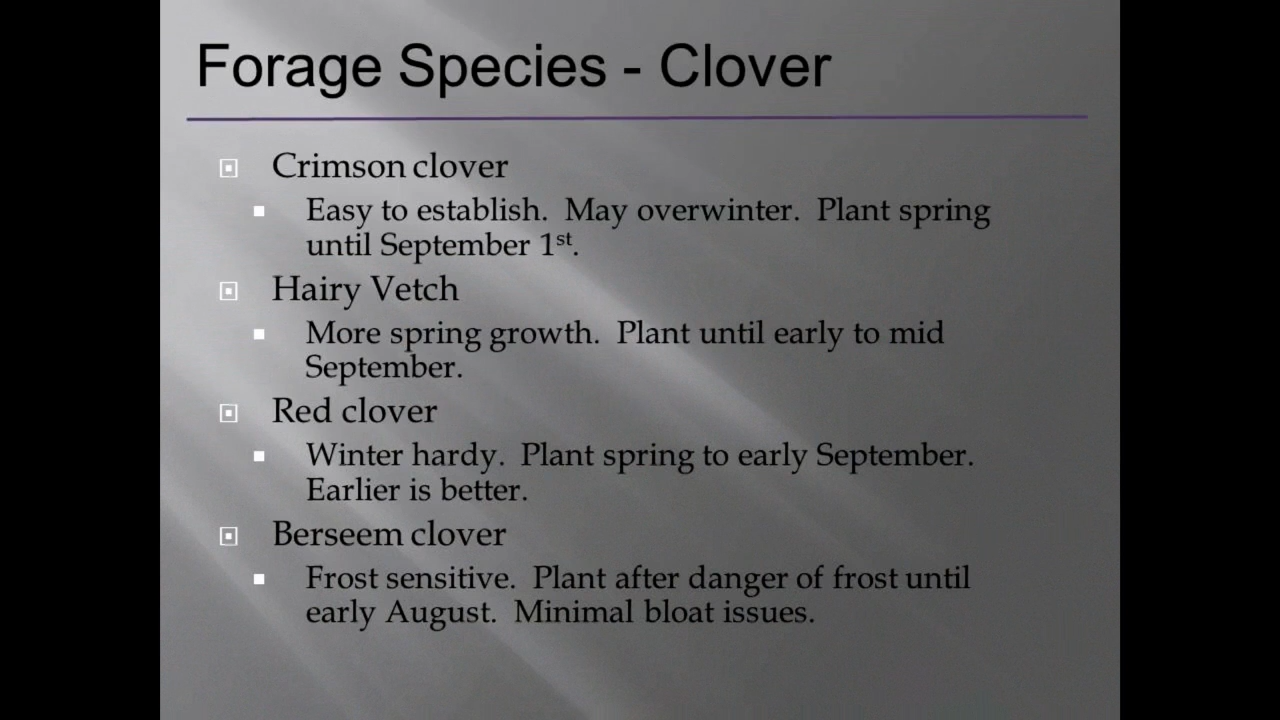 Forage Species - Clover
Crimson clover
Easy to establish.  May overwinter.  Plant spring
until September 1st.
Hairy Vetch
More spring growth.  Plant until early to mid
September.
Red clover
Winter hardy.  Plant spring to early September.
Earlier is better.
Berseem clover
Frost sensitive.  Plant after danger of frost until
early August.  Minimal bloat issues.